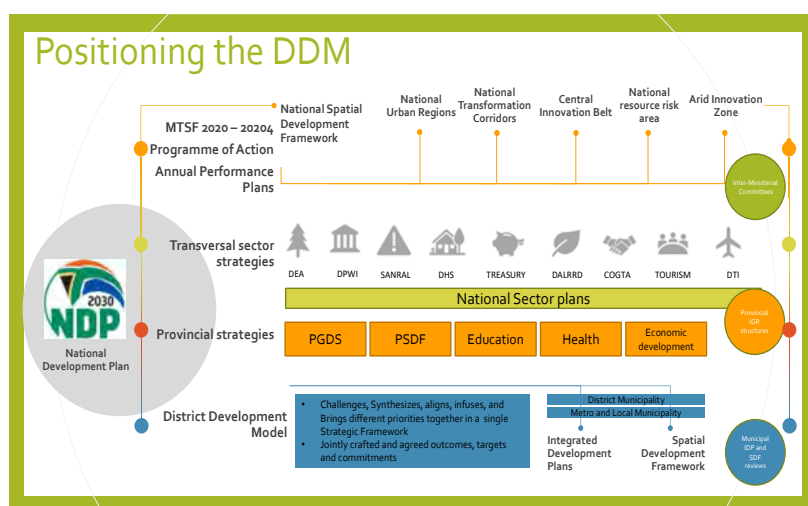 Positioning the DDM
MTSF 2020 – 20204
Programme of Action
Annual Performance
Plans
National Spatial
Development
Framework
National
Urban Regions
National
Transformation
Corridors
Central
Innovation Belt
National
resource risk
area
Arid Innovation
Zone
Inter-Ministerial
Committees
Transversal sector
strategies
DEA
DPWI
SANRAL
DHS
TREASURY
DALRRD
COGTA
TOURISM
DTI
National Sector plans
2030
NDP
National
Development Plan
Provincial strategies
PGDS
PSDF
Education
Health
Economic
development
Provincial
IGR
structures
District Development
Model
• Challenges, Synthesizes, aligns, infuses, and
Brings different priorities together in a single
Strategic Framework
• Jointly crafted and agreed outcomes, targets
and commitments
District Municipality
Metro and Local Municipality
Integrated
Development
Plans
Spatial
Development
Framework
Municipal
IDP and
SDF
reviews